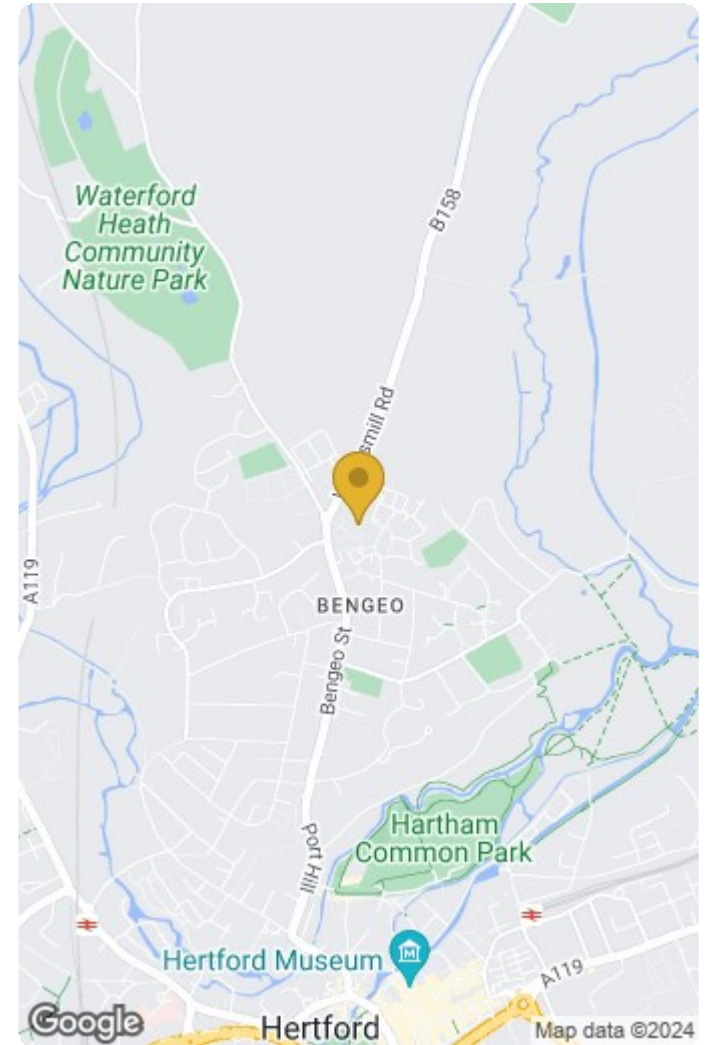 Waterford
Heath
Community
Nature Park
B158
smill Rd
A119
BENGEO
Bengeo St
Hartham
Common Park
Port Hill
Hertford Museum
M
A119
Google
Hertford
Map data ©2024